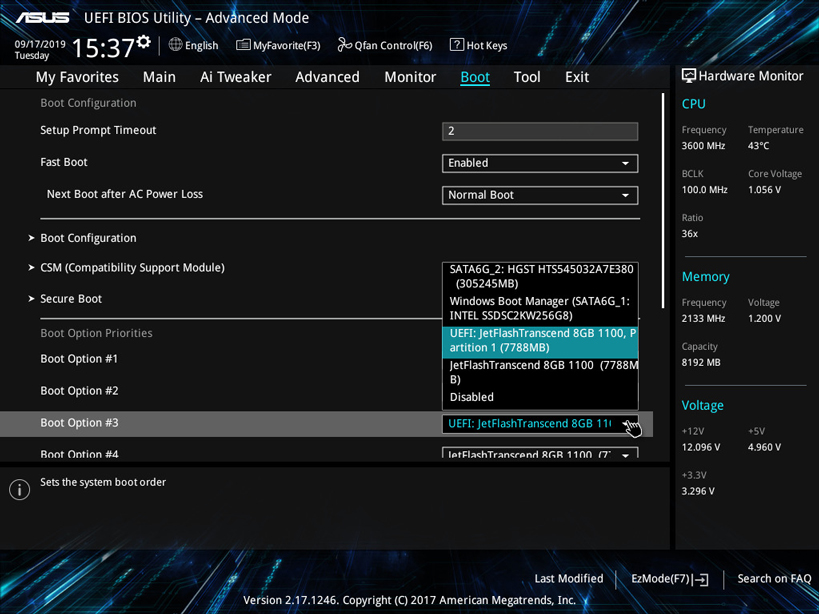 ASUS UEFI BIOS Utility – Advanced Mode
09/17/2019
Tuesday
15:37
English
MyFavorite(F3)
Qfan Control(F6)
? Hot Keys
My Favorites Main Ai Tweaker Advanced Monitor Boot Tool Exit
Boot Configuration
Setup Prompt Timeout 2
Fast Boot Enabled
Next Boot after AC Power Loss Normal Boot
> Boot Configuration
> CSM (Compatibility Support Module)
> Secure Boot
Boot Option Priorities
Boot Option #1
Boot Option #2
Boot Option #3
UEFI: JetFlashTranscend 8GB 11
Boot Option #4
JetFlashTranscend 8GB 1100 (7
SATA6G_2: HGST HTS545032A7E380
(305245MB)
Windows Boot Manager (SATA6G_1:
INTEL SSDSC2KW256G8)
UEFI: JetFlashTranscend 8GB 1100, P
artition 1 (7788MB)
JetFlashTranscend 8GB 1100 (7788M
B)
Disabled
i Sets the system boot order
Hardware Monitor
CPU
Frequency Temperature
3600 MHz 43°C
BCLK Core Voltage
100.0 MHz 1.056 V
Ratio
36x
Memory
Frequency Voltage
2133 MHz 1.200 V
Capacity
8192 MB
Voltage
+12V +5V
12.096 V 4.960 V
+3.3V
3.296 V
Last Modified
EzMode(F7)
Search on FAQ
Version 2.17.1246. Copyright (C) 2017 American Megatrends, Inc.